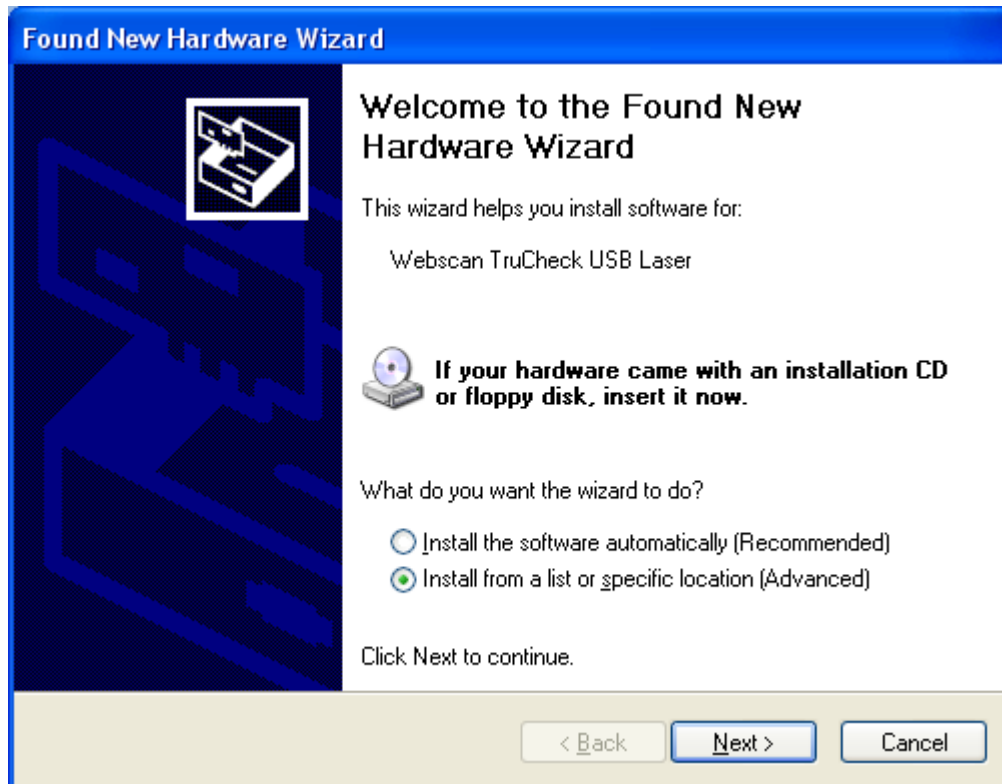 Found New Hardware Wizard
Welcome to the Found New
Hardware Wizard
This wizard helps you install software for:
Webscan TruCheck USB Laser
If your hardware came with an installation CD
or floppy disk, insert it now.
What do you want the wizard to do?
Install the software automatically (Recommended)
Install from a list or specific location (Advanced)
Click Next to continue.
< Back Next > Cancel